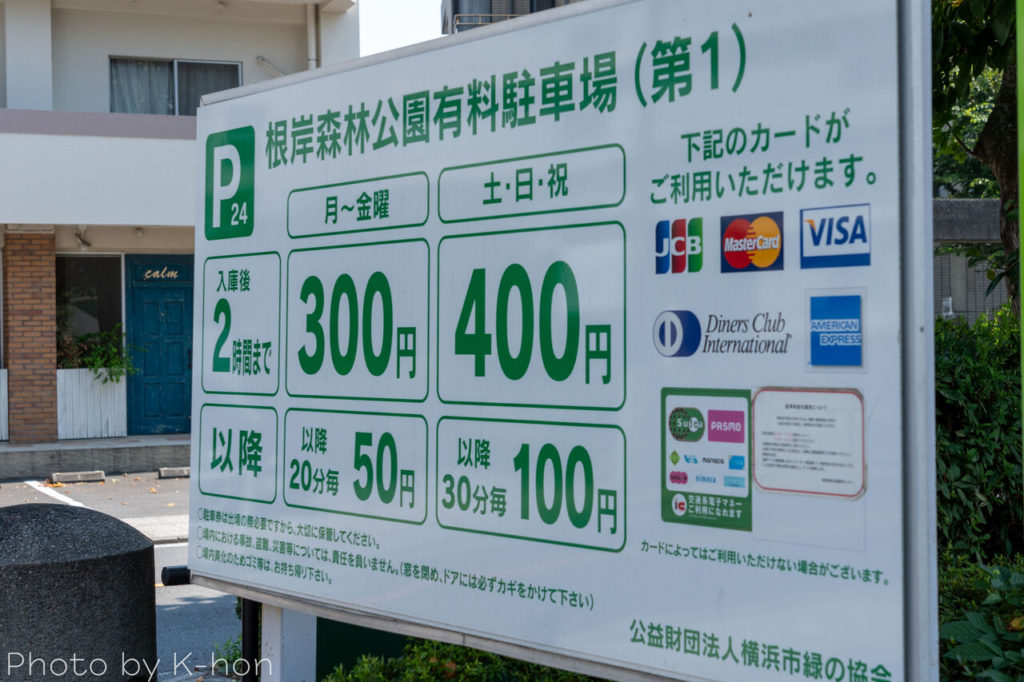 根岸森林公園有料駐車場(第1)
P
24
月～金曜
土・日・祝
入庫後
2時間まで
300円
400円
以降
以降
20分毎
50円
以降
30分毎
100円
下記のカードが
ご利用いただけます。
JCB
MasterCard
VISA
Diners Club
International
AMERICAN
EXPRESS
Suica
PASMO
manaca
nimoca
交通系電子マネー
ご利用になれます
カードによってはご利用いただけない場合がございます。
○駐車券は出場の際必要ですから、大切に保管してください。
○場内における事故、盗難、災害等については、責任を負いません。(窓を閉め、ドアには必ずカギをかけて下さい)
○場内美化のためゴミ等は、お持ち帰り下さい。
公益財団法人横浜市緑の協会
calm
Photo by K-hon